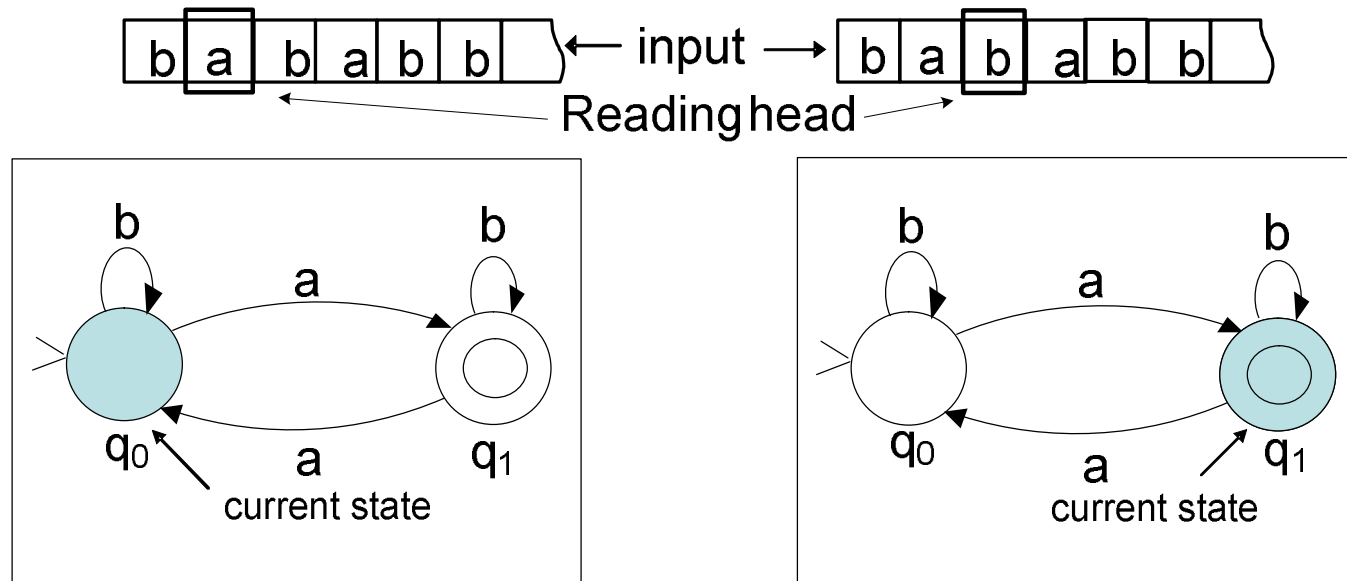 b a b a b b input b a b a b b
Reading head
b b b b
a a
q0 a q1 q0 a q1
current state current state